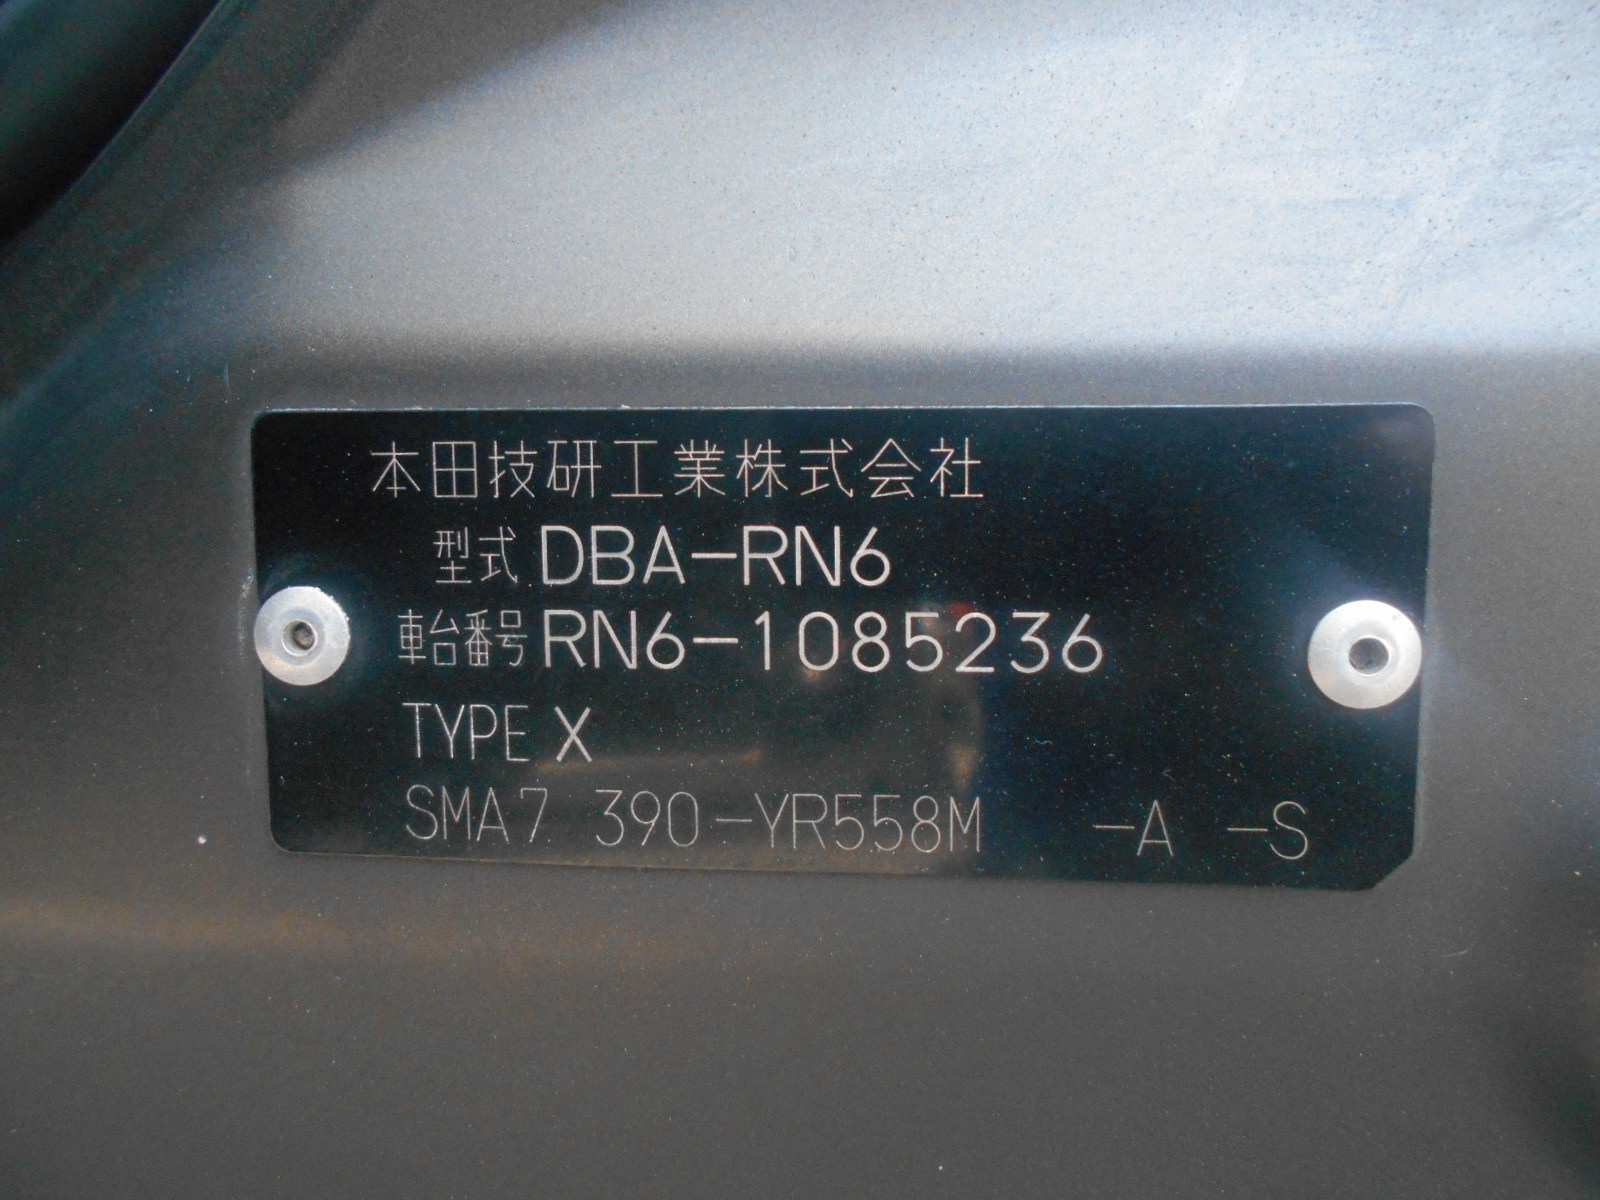 本田技研工業株式会社
型式 DBA-RN6
車台番号 RN6-1085236
TYPE X
SMA7 390-YR558M -A -S